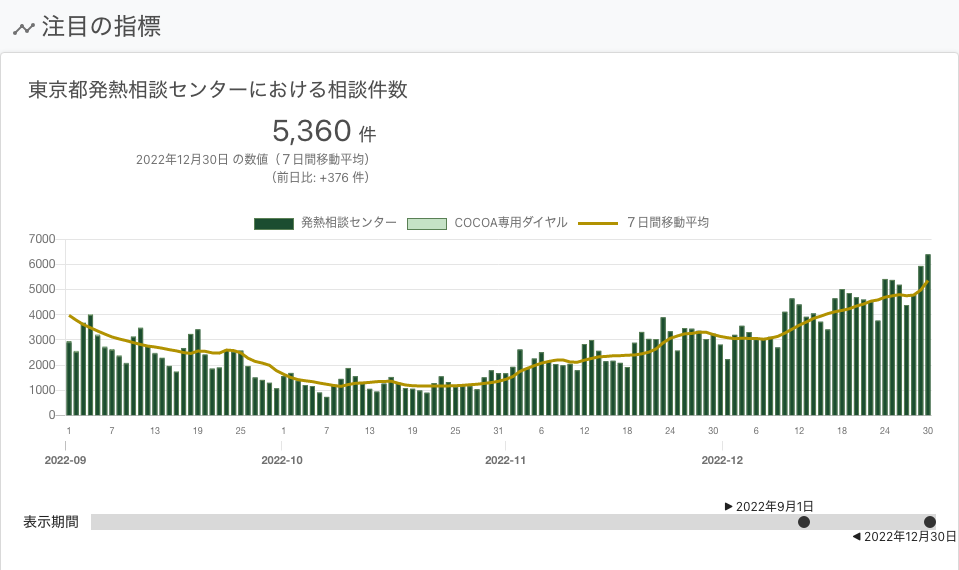 注目の指標
東京都発熱相談センターにおける相談件数
5,360 件
2022年12月30日 の数値（７日間移動平均）
（前日比: +376 件）
発熱相談センター COCOA専用ダイヤル ７日間移動平均
7000
6000
5000
4000
3000
2000
1000
0
1 7 13 19 25 1 7 13 19 25 31 6 12 18 24 30 6 12 18 24 30
2022-09 2022-10 2022-11 2022-12
▶ 2022年9月1日
表示期間
◀ 2022年12月30日